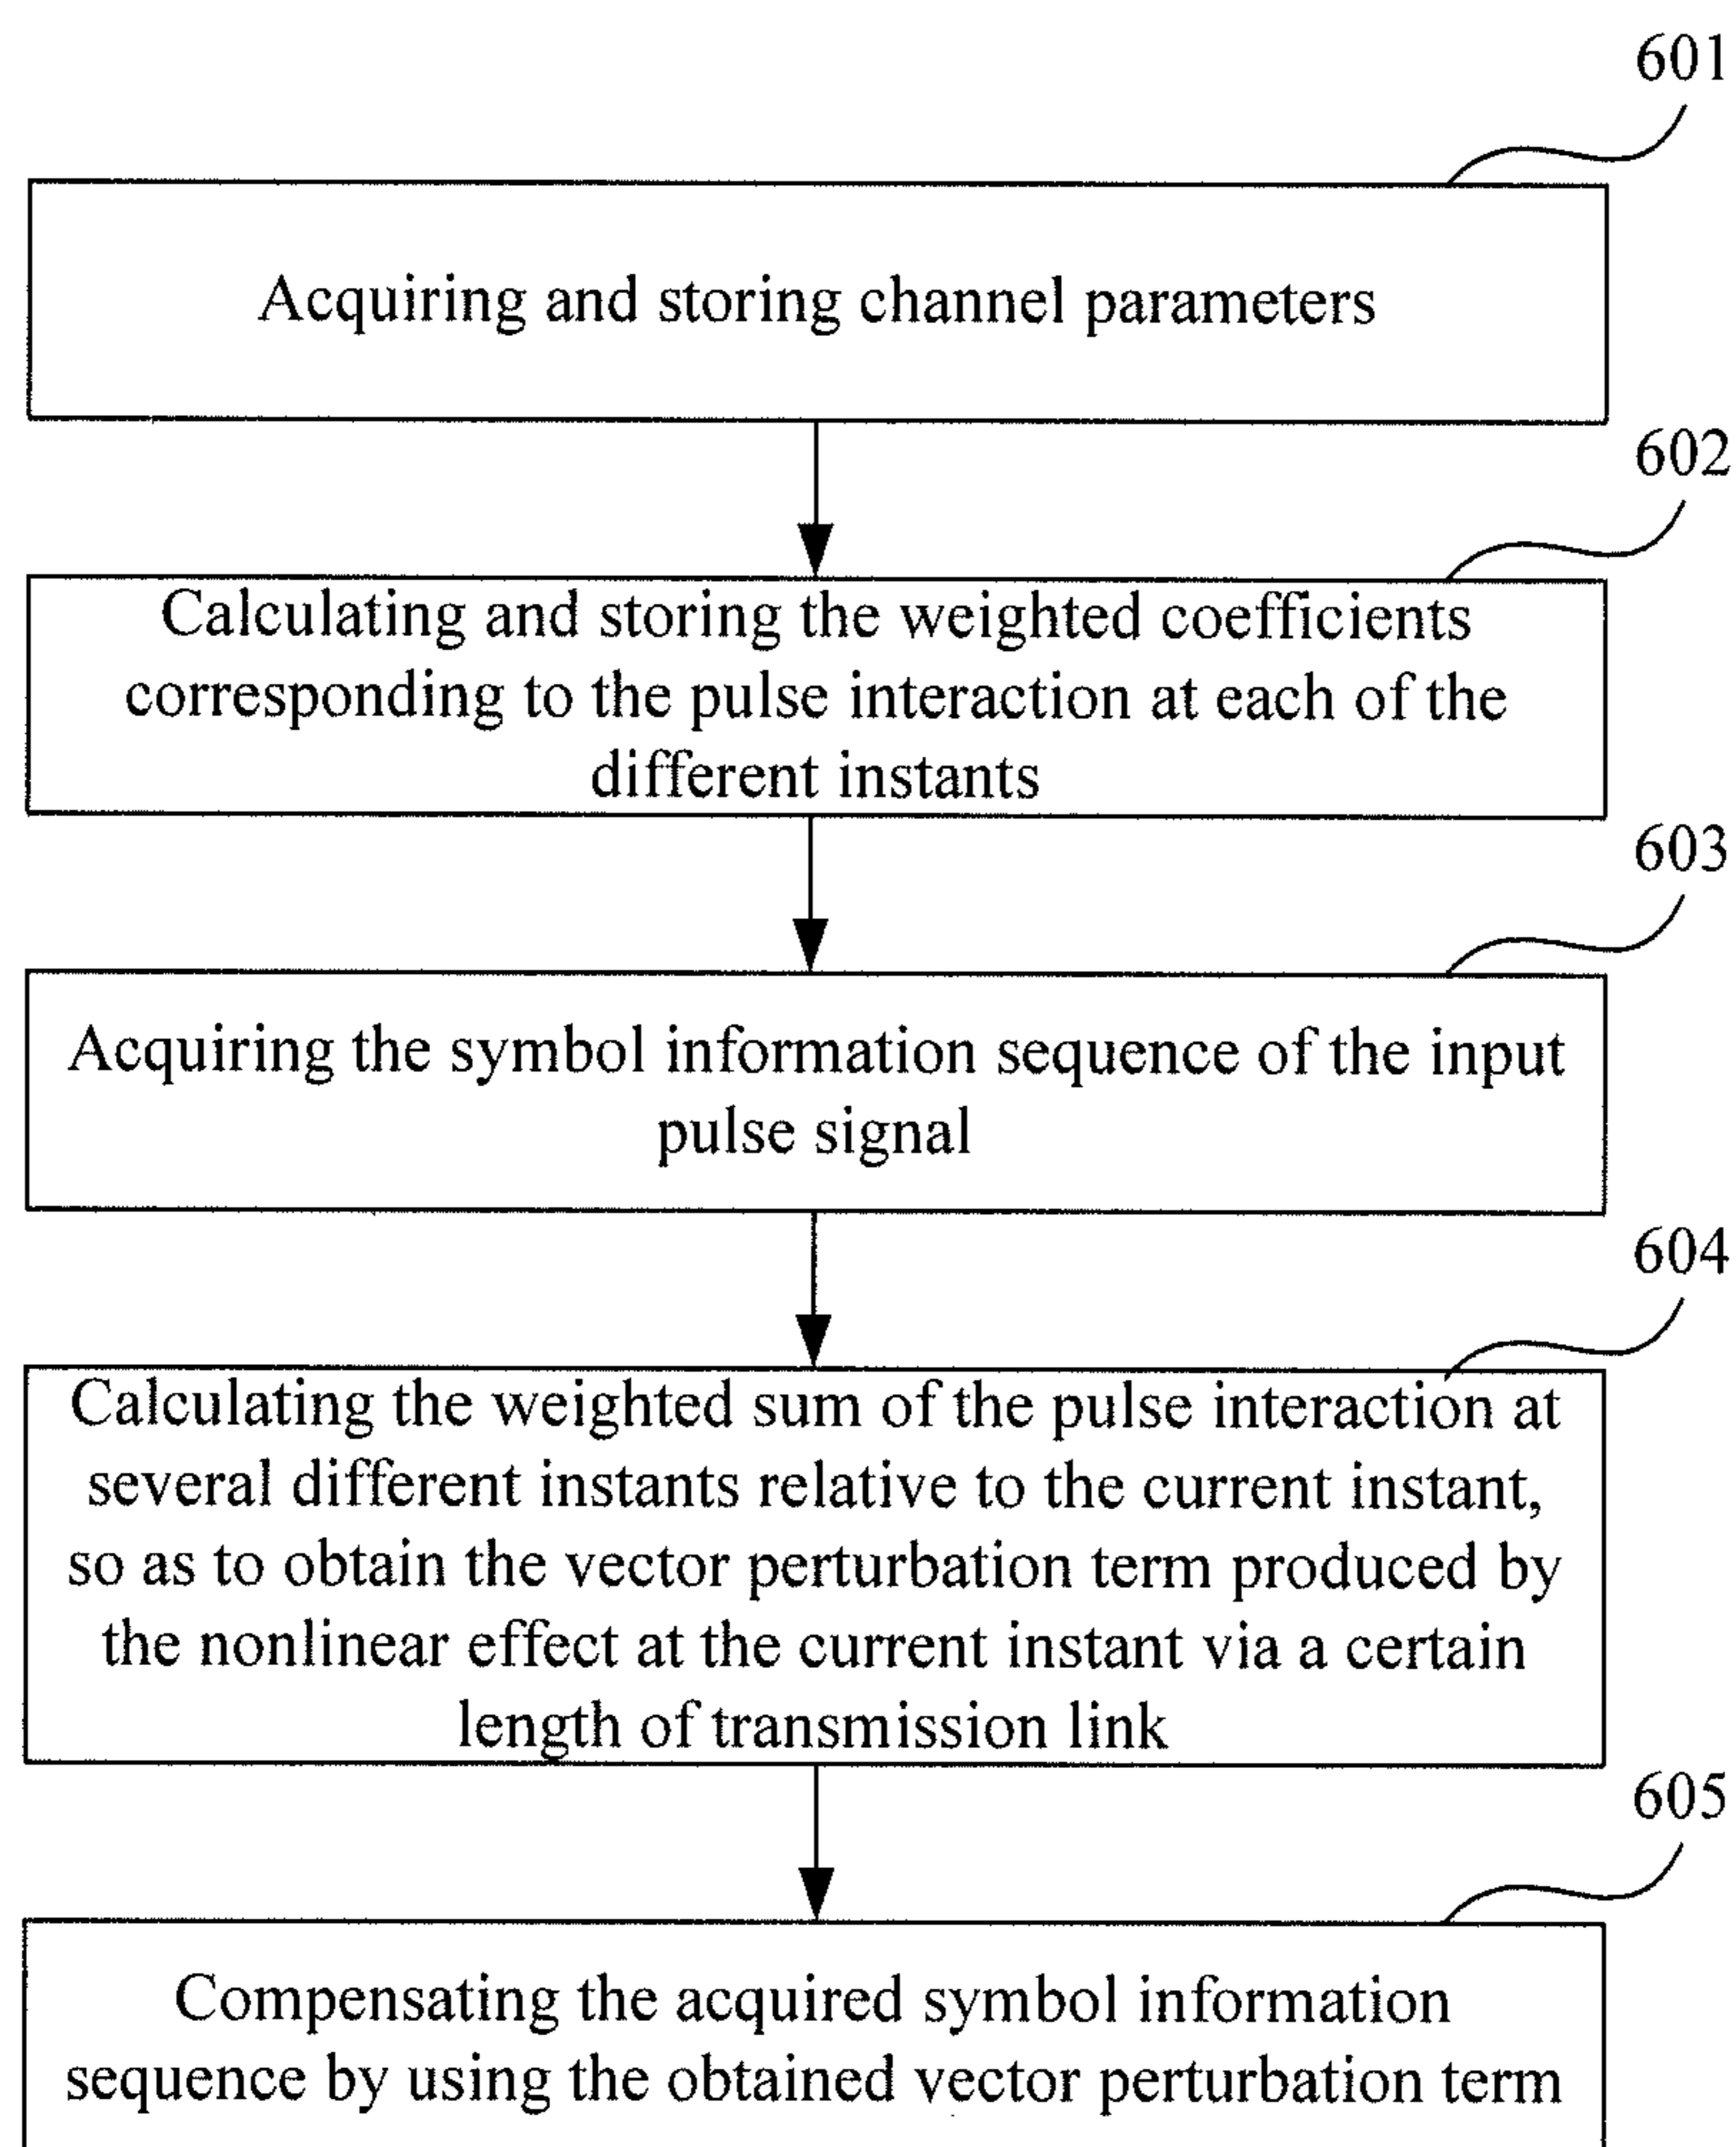 601
Acquiring and storing channel parameters
602
Calculating and storing the weighted coefficients
corresponding to the pulse interaction at each of the
different instants
603
Acquiring the symbol information sequence of the input
pulse signal
604
Calculating the weighted sum of the pulse interaction at
several different instants relative to the current instant,
so as to obtain the vector perturbation term produced by
the nonlinear effect at the current instant via a certain
length of transmission link
605
Compensating the acquired symbol information
sequence by using the obtained vector perturbation term